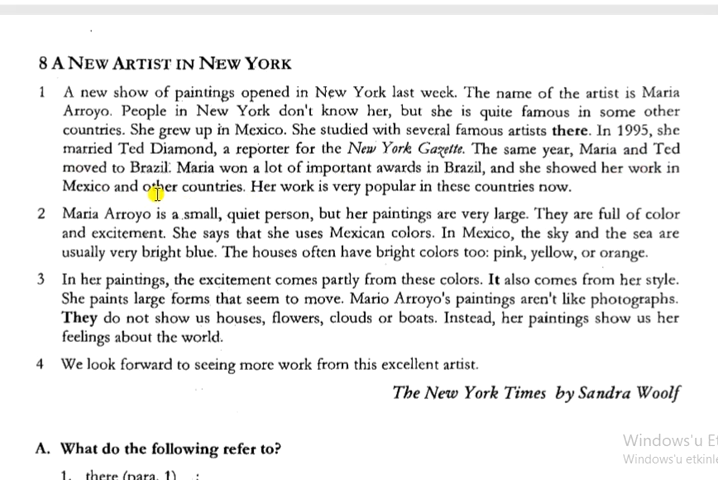 8 A NEW ARTIST IN NEW YORK
1 A new show of paintings opened in New York last week. The name of the artist is Maria
Arroyo. People in New York don't know her, but she is quite famous in some other
countries. She grew up in Mexico. She studied with several famous artists there. In 1995, she
married Ted Diamond, a reporter for the New York Gazette. The same year, Maria and Ted
moved to Brazil. Maria won a lot of important awards in Brazil, and she showed her work in
Mexico and other countries. Her work is very popular in these countries now.
2 Maria Arroyo is a small, quiet person, but her paintings are very large. They are full of color
and excitement. She says that she uses Mexican colors. In Mexico, the sky and the sea are
usually very bright blue. The houses often have bright colors too: pink, yellow, or orange.
3 In her paintings, the excitement comes partly from these colors. It also comes from her style.
She paints large forms that seem to move. Mario Arroyo's paintings aren't like photographs.
They do not show us houses, flowers, clouds or boats. Instead, her paintings show us her
feelings about the world.
4 We look forward to seeing more work from this excellent artist.
The New York Times by Sandra Woolf
A. What do the following refer to?
Windows'u Et
Windows'u etkinle
1. there (para. 1) :